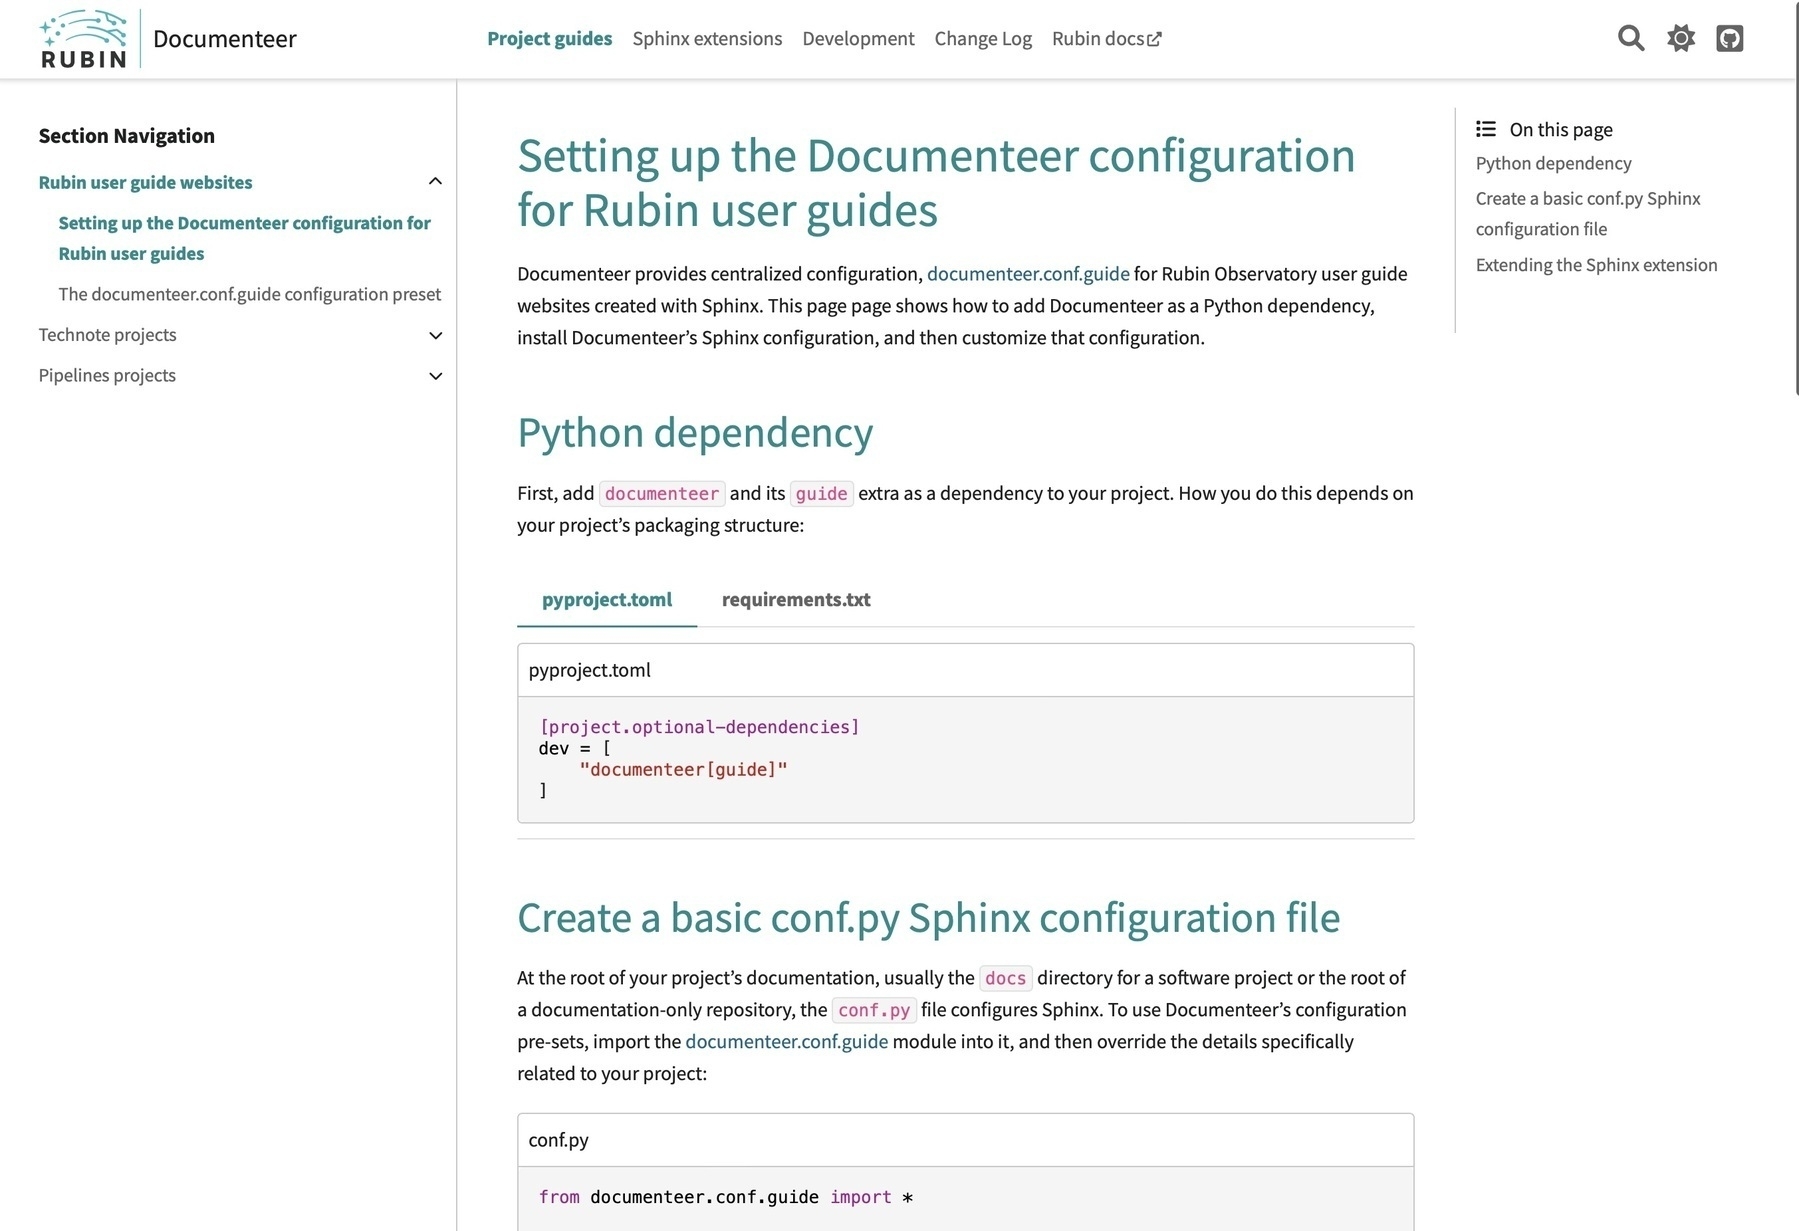 RUBIN
Documenteer
Project guides Sphinx extensions Development Change Log Rubin docs
Section Navigation
Rubin user guide websites
Setting up the Documenteer configuration for
Rubin user guides
The documenteer.conf.guide configuration preset
Technote projects
Pipelines projects
Setting up the Documenteer configuration
for Rubin user guides
Documenteer provides centralized configuration, documenteer.conf.guide for Rubin Observatory user guide
websites created with Sphinx. This page page shows how to add Documenteer as a Python dependency,
install Documenteer’s Sphinx configuration, and then customize that configuration.
Python dependency
First, add documenteer and its guide extra as a dependency to your project. How you do this depends on
your project’s packaging structure:
pyproject.toml requirements.txt
pyproject.toml
[project.optional-dependencies]
dev = [
    "documenteer[guide]"
]
Create a basic conf.py Sphinx configuration file
At the root of your project’s documentation, usually the docs directory for a software project or the root of
a documentation-only repository, the conf.py file configures Sphinx. To use Documenteer’s configuration
pre-sets, import the documenteer.conf.guide module into it, and then override the details specifically
related to your project:
conf.py
from documenteer.conf.guide import *
On this page
Python dependency
Create a basic conf.py Sphinx
configuration file
Extending the Sphinx extension